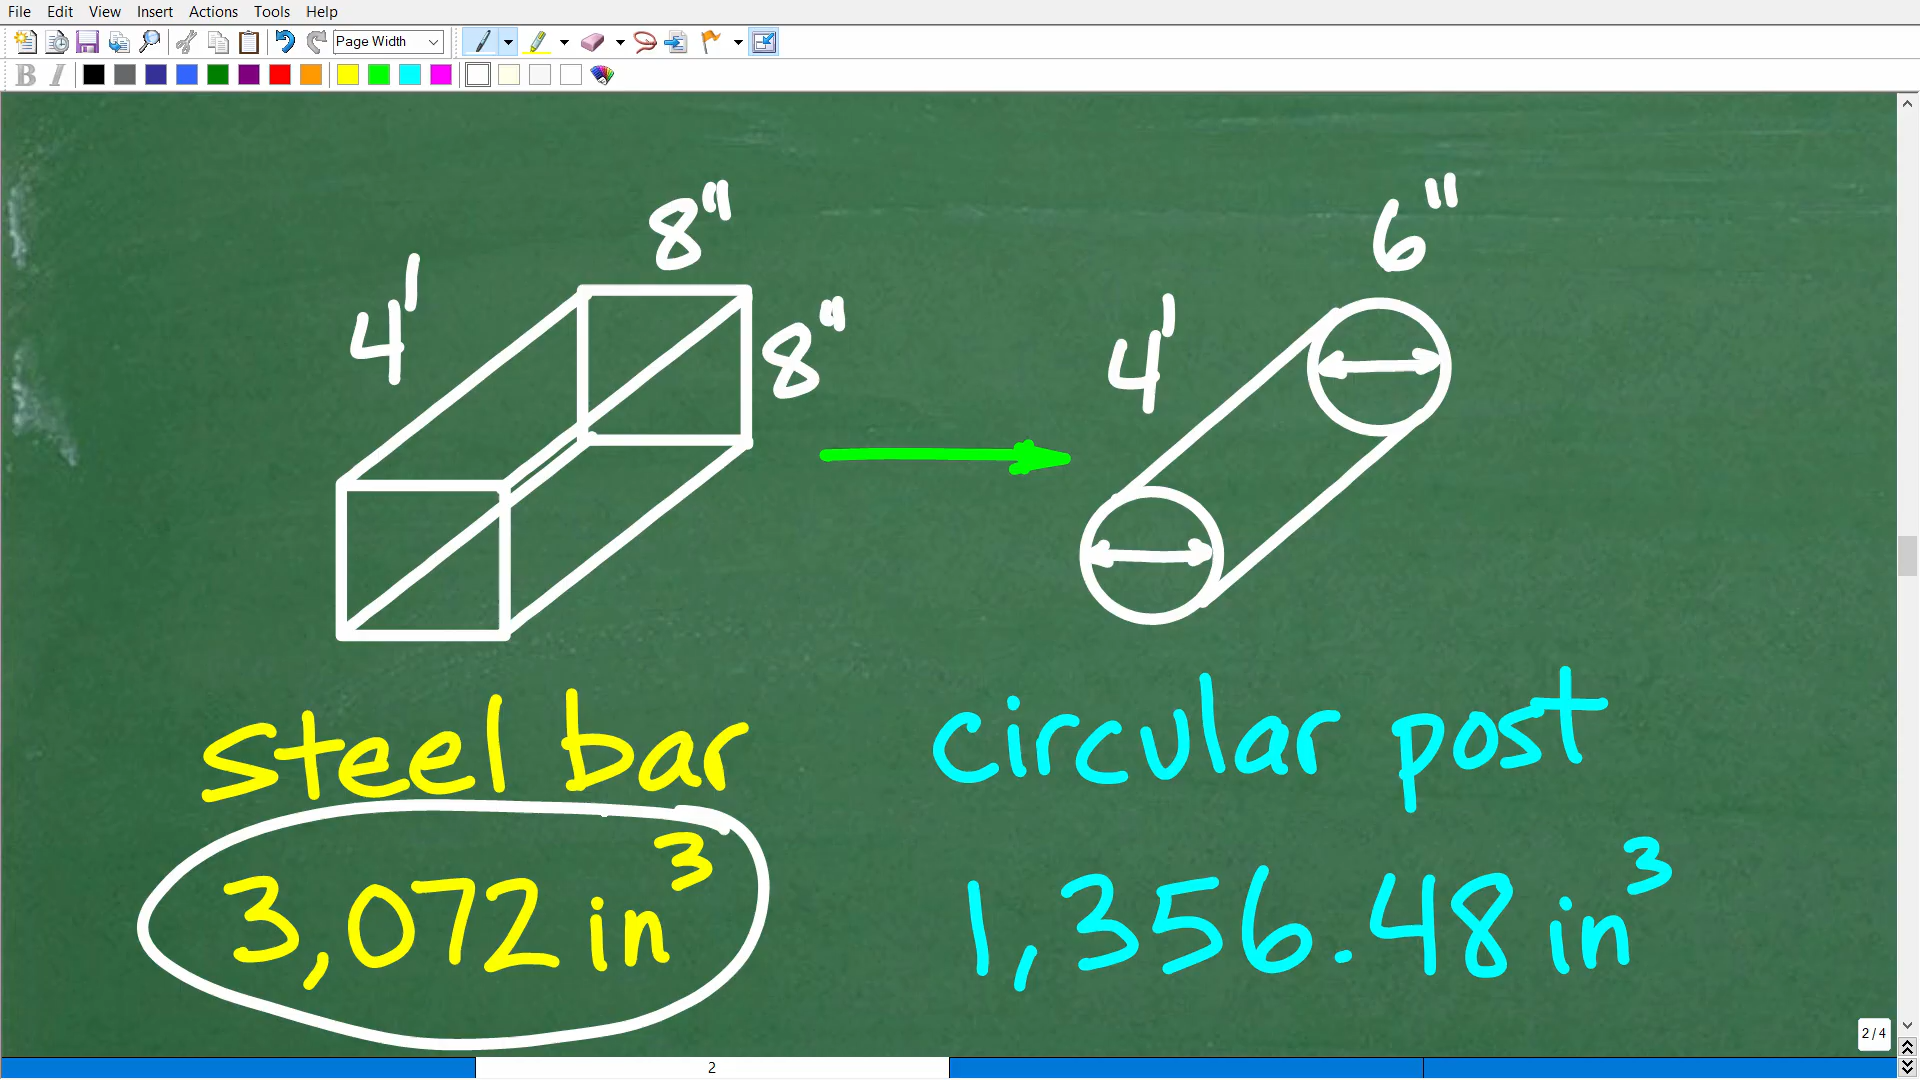 File Edit View Insert Actions Tools Help
Page Width
B I
8"
6"
4'
8"
4'
steel bar
circular post
3,072 in³
1,356.48 in³
2 / 4
2